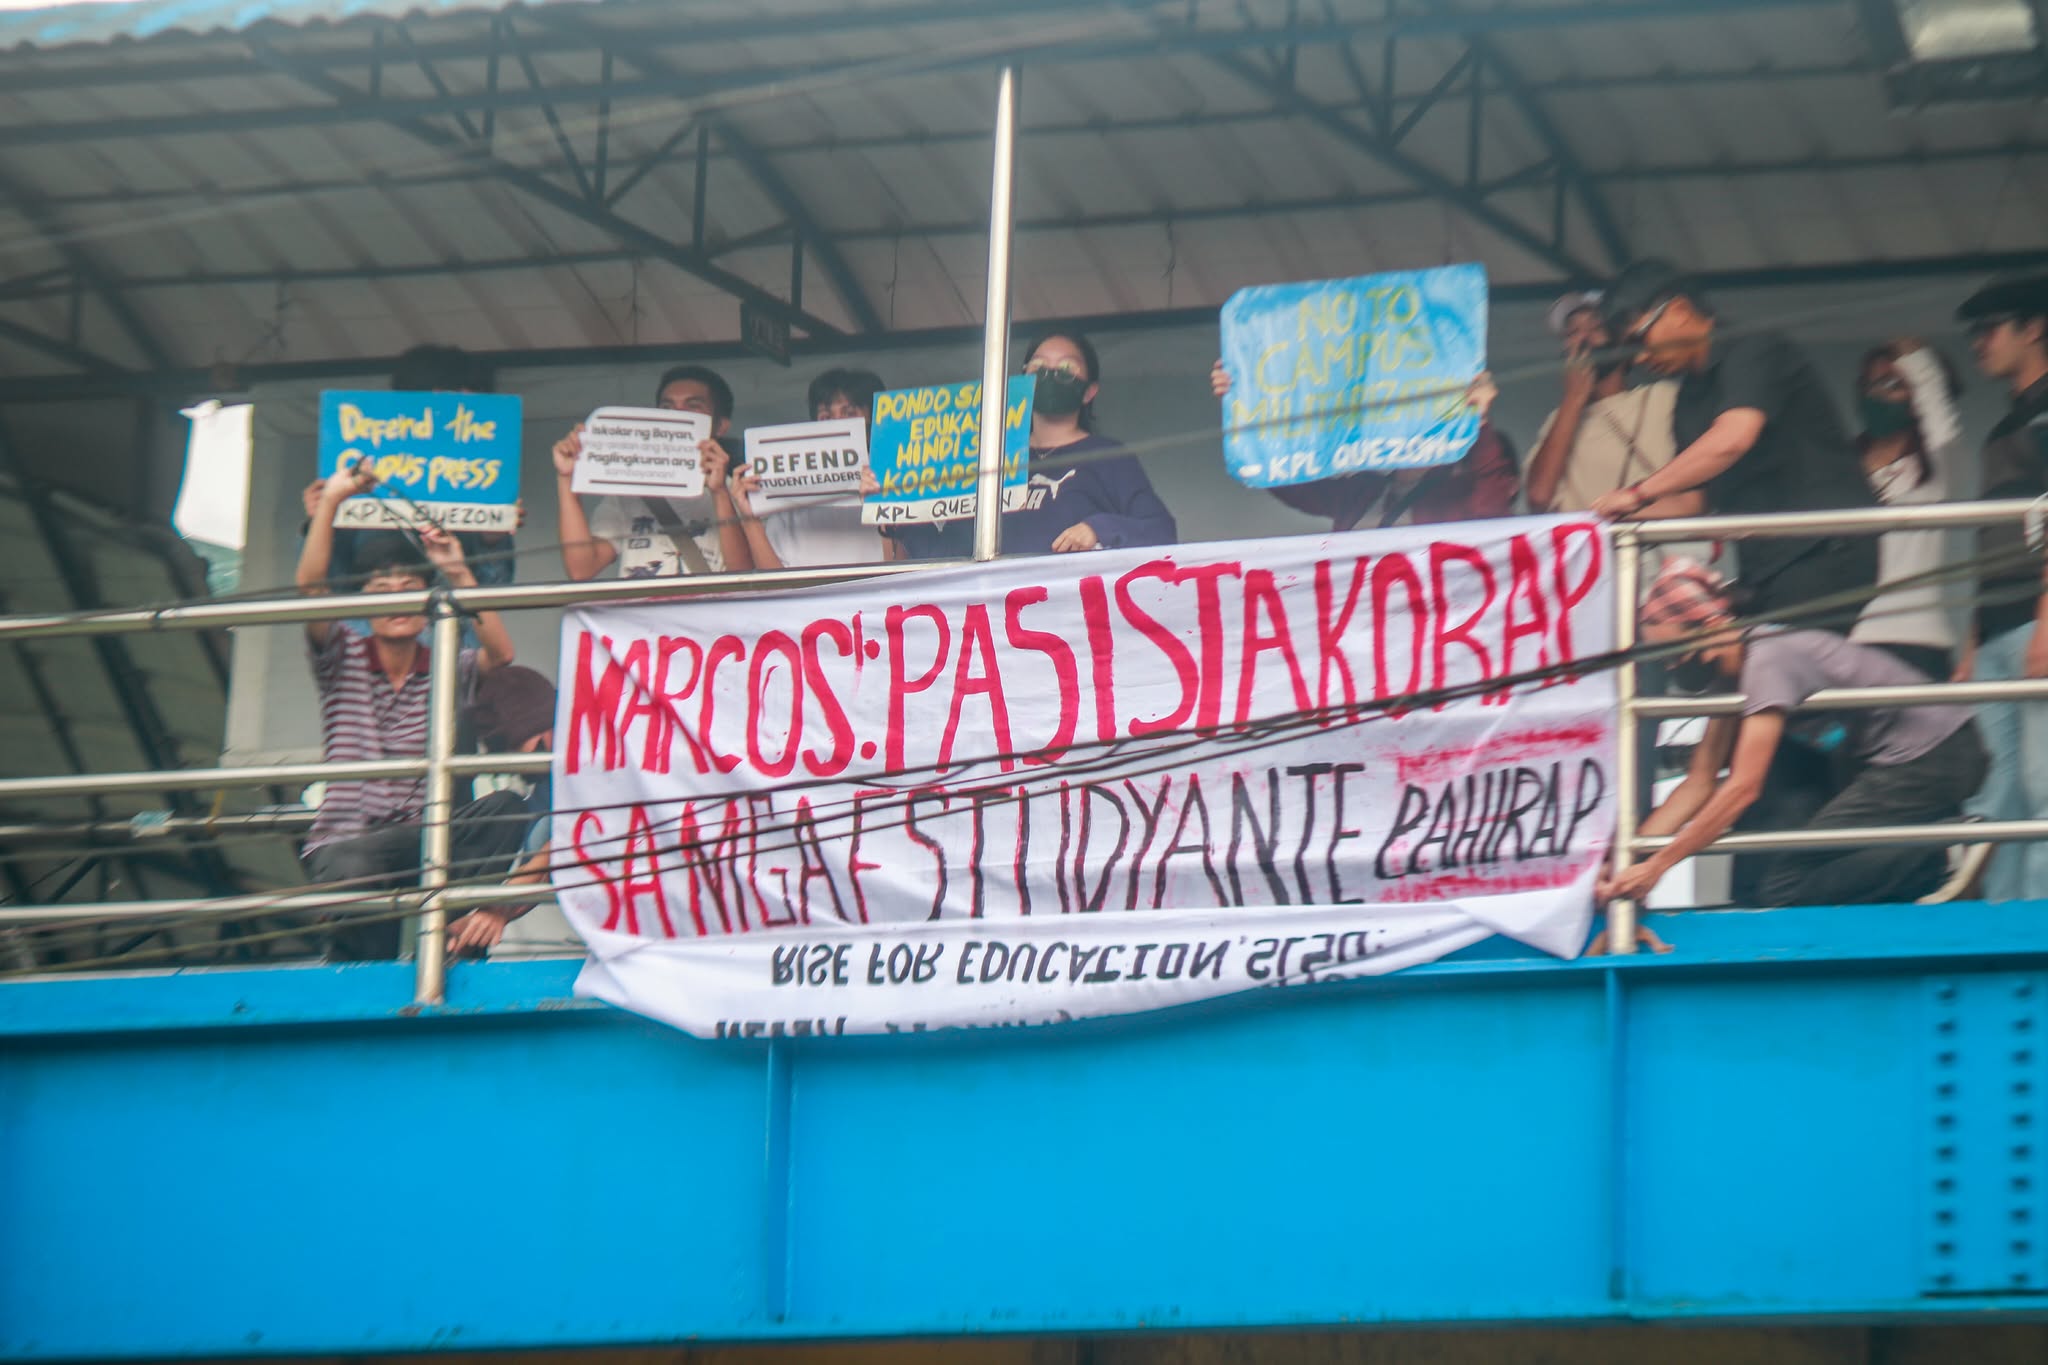 Defend the
CAMPUS PRESS
KPL QUEZON
Iskolar ng Bayan,
Paglingkuran ang
Sambayanan!
DEFEND
STUDENT LEADERS
PONDO SA
EDUKASYON
HINDI SA
KORAPSYON
KPL QUEZON
NO TO
CAMPUS
MILITARIZATION
- KPL QUEZON -
MARCOS: PASISTA KORAP
SA MGA ESTUDYANTE PAHIRAP
RISE FOR EDUCATION,